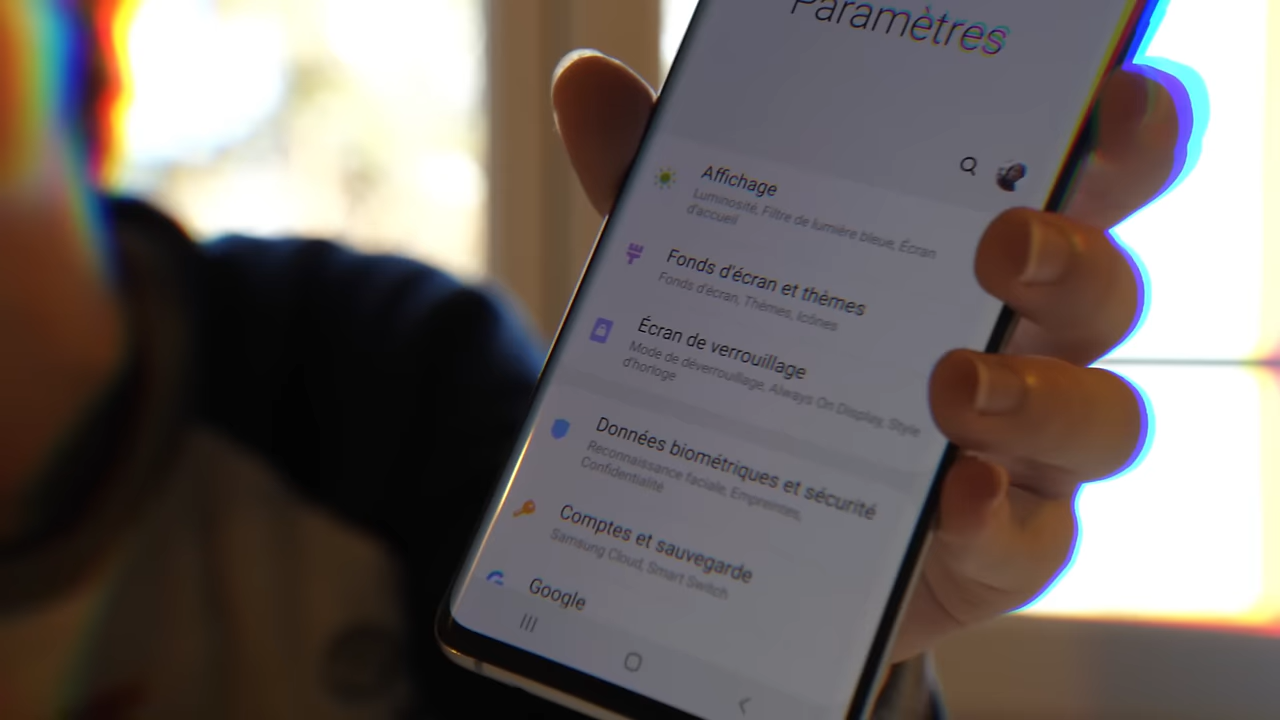 Paramètres
Affichage
Luminosité, Filtre de lumière bleue, Écran
d'accueil
Fonds d'écran et thèmes
Fonds d'écran, Thèmes, Icônes
Écran de verrouillage
Mode de déverrouillage, Always On Display, Style
d'horloge
Données biométriques et sécurité
Reconnaissance faciale, Empreintes,
Confidentialité
Comptes et sauvegarde
Samsung Cloud, Smart Switch
Google